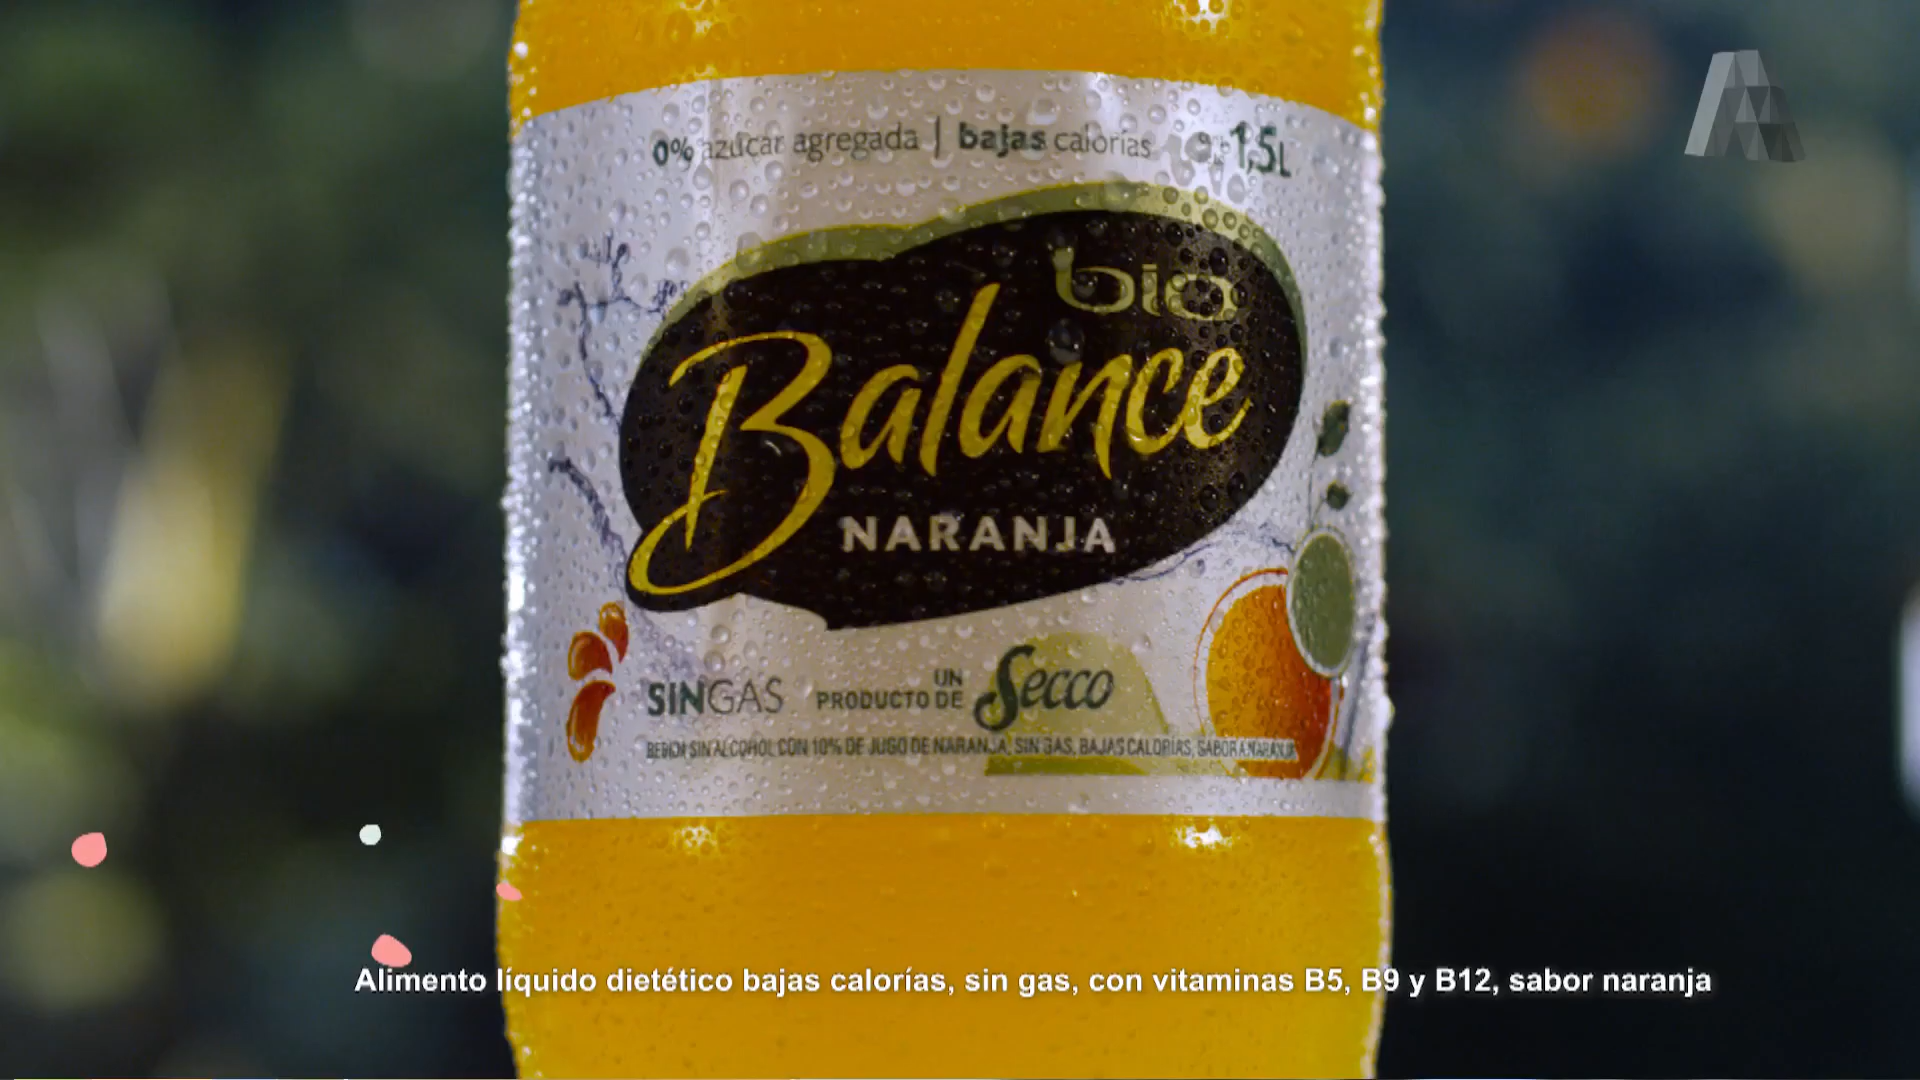 0% azúcar agregada | bajas calorías 1,5L
bio
Balance
NARANJA
SINGAS
UN
PRODUCTO DE
Secco
BEBIDA SIN ALCOHOL CON 10% DE JUGO DE NARANJA, SIN GAS, BAJAS CALORÍAS, SABOR A NARANJA
Alimento líquido dietético bajas calorías, sin gas, con vitaminas B5, B9 y B12, sabor naranja